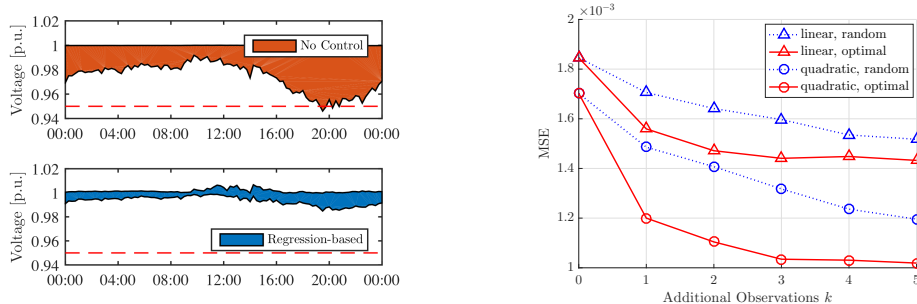 1.02
1
0.98
0.96
0.94
Voltage [p.u.]
No Control
00:00 04:00 08:00 12:00 16:00 20:00 00:00
1.02
1
0.98
0.96
0.94
Voltage [p.u.]
Regression-based
00:00 04:00 08:00 12:00 16:00 20:00 00:00
×10⁻³
2
1.8
1.6
1.4
1.2
1
MSE
linear, random
linear, optimal
quadratic, random
quadratic, optimal
0 1 2 3 4 5
Additional Observations k